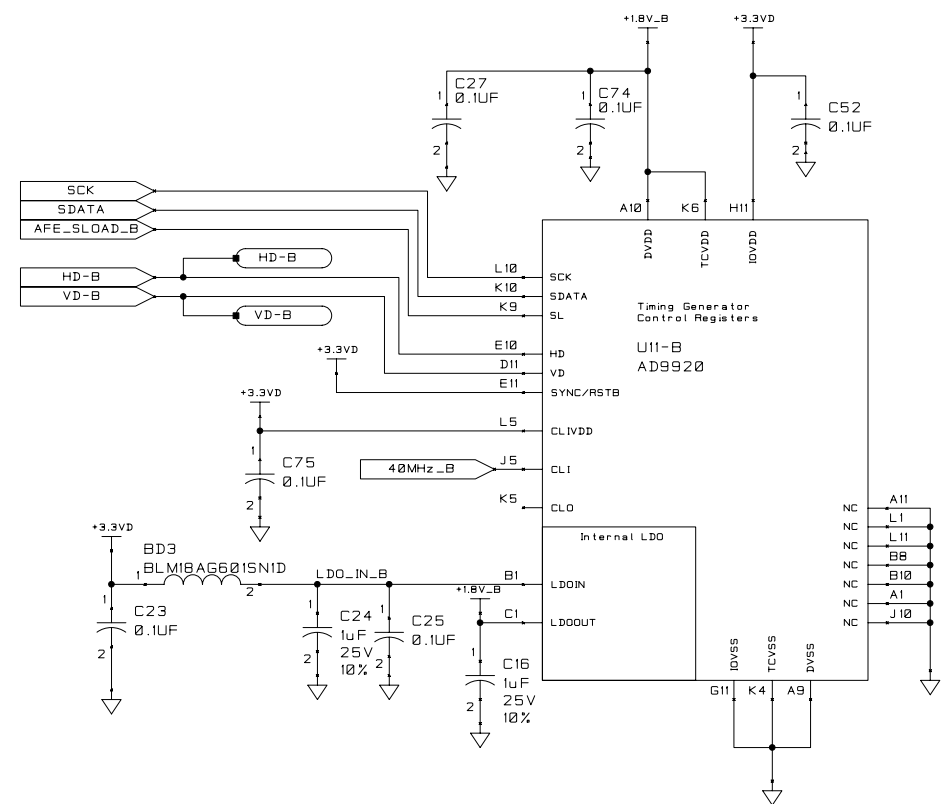 +1.8V_B
+3.3VD
C27
0.1UF
1
2
C74
0.1UF
1
2
C52
0.1UF
1
2
SCK
SDATA
AFE_SLOAD_B
HD-B
VD-B
HD-B
VD-B
A10
K6
H11
DVDD
TCVDD
IOVDD
L10
SCK
K10
SDATA
K9
SL
Timing Generator
Control Registers
U11-B
AD9920
E10
HD
D11
VD
+3.3VD
E11
SYNC/RSTB
+3.3VD
L5
CLIVDD
1
C75
0.1UF
2
40MHz_B
J5
CLI
K5
CLO
NC
A11
NC
L1
NC
L11
NC
B8
NC
B10
NC
A1
NC
J10
Internal LDO
+3.3VD
BD3
BLM18AG601SN1D
1
2
LDO_IN_B
B1
LDOIN
+1.8V_B
C1
LDOOUT
1
C23
0.1UF
2
1
C24
1uF
25V
10%
2
1
C25
0.1UF
2
1
C16
1uF
25V
10%
2
IOVSS
TCVSS
DVSS
G11
K4
A9